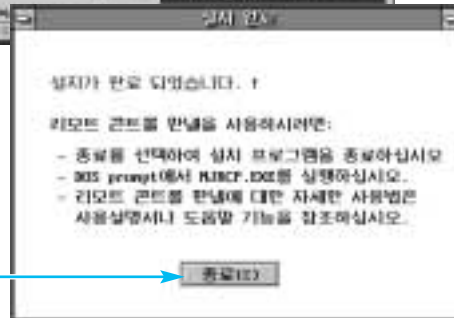 설치 완료
설치가 완료 되었습니다. !
리모트 콘트롤 판넬을 사용하시려면:
- 종료를 선택하여 설치 프로그램을 종료하십시오
- DOS prompt에서 MJRCP.EXE를 실행하십시오.
- 리모트 콘트롤 판넬에 대한 자세한 사용법은
사용설명서나 도움말 기능을 참조하십시오.
종료(X)